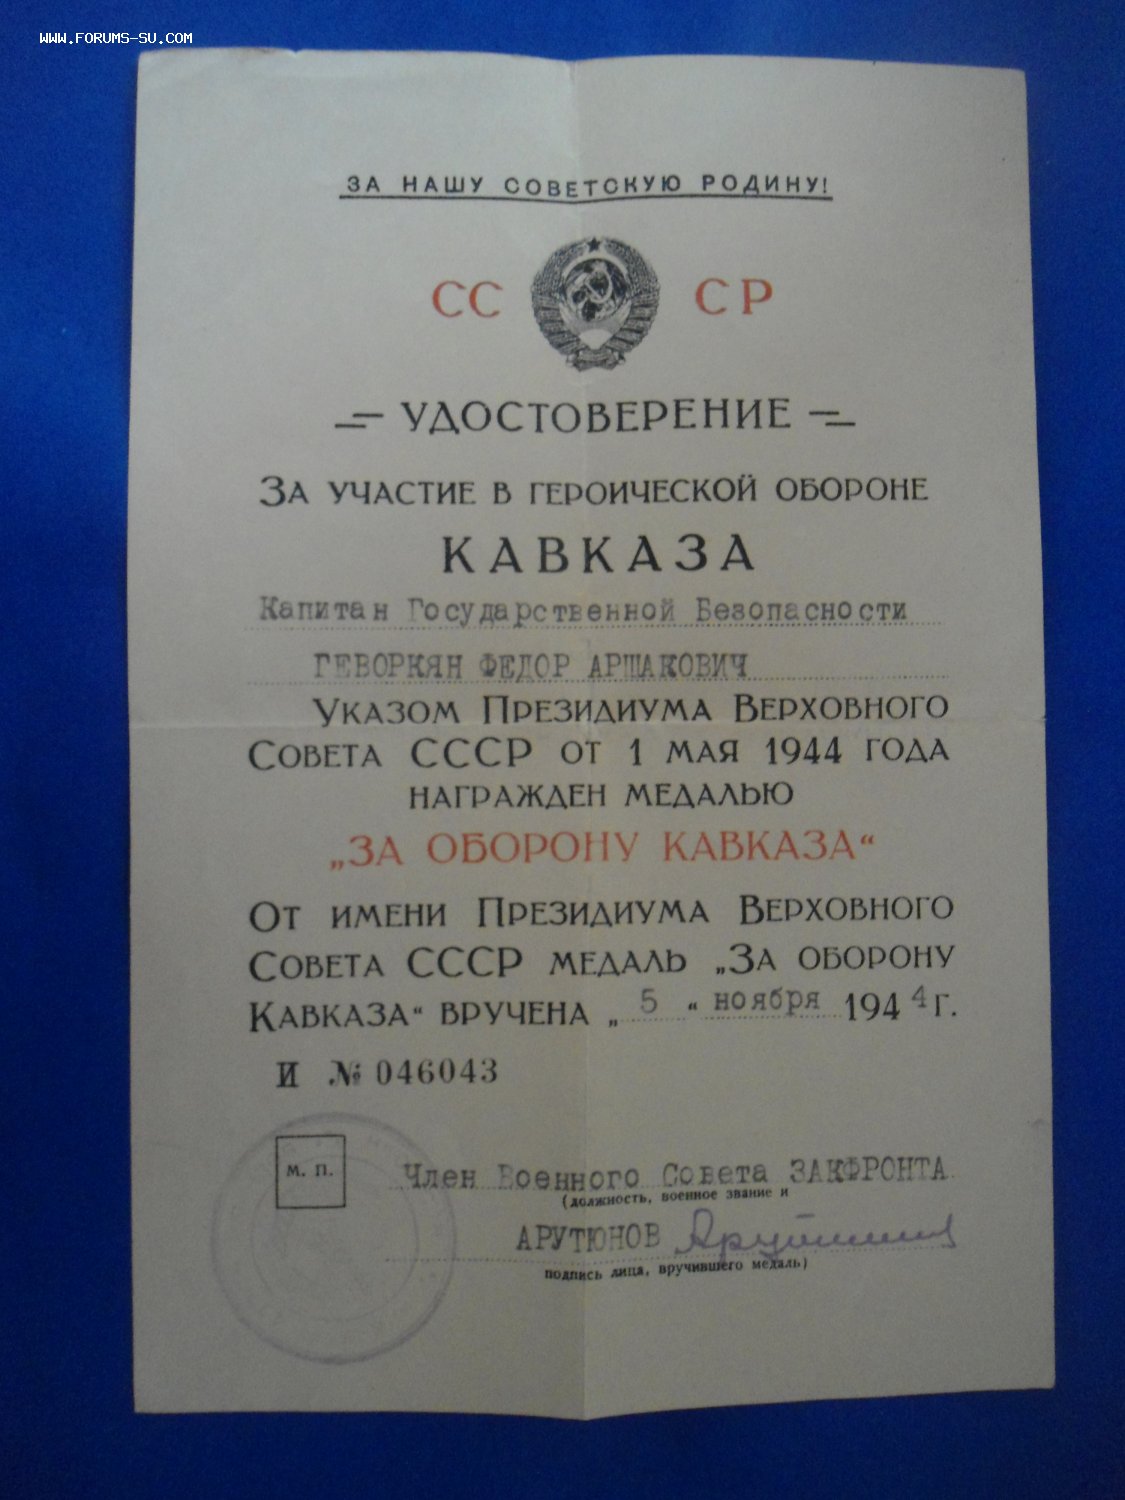 WWW.FORUMS-SU.COM
ЗА НАШУ СОВЕТСКУЮ РОДИНУ!
СС СР
УДОСТОВЕРЕНИЕ
ЗА УЧАСТИЕ В ГЕРОИЧЕСКОЙ ОБОРОНЕ
КАВКАЗА
Капитан Государственной Безопасности
ГЕВОРКЯН ФЕДОР АРШАКОВИЧ
УКАЗОМ ПРЕЗИДИУМА ВЕРХОВНОГО
СОВЕТА СССР ОТ 1 МАЯ 1944 ГОДА
НАГРАЖДЕН МЕДАЛЬЮ
„ЗА ОБОРОНУ КАВКАЗА“
ОТ ИМЕНИ ПРЕЗИДИУМА ВЕРХОВНОГО
СОВЕТА СССР МЕДАЛЬ „ЗА ОБОРОНУ
КАВКАЗА“ ВРУЧЕНА „5“ ноября 1944 Г.
И № 046043
М. П.
Член Военного Совета ЗАКФРОНТА
(должность, военное звание и
АРУТЮНОВ Арутюнов
подпись лица, вручившего медаль)